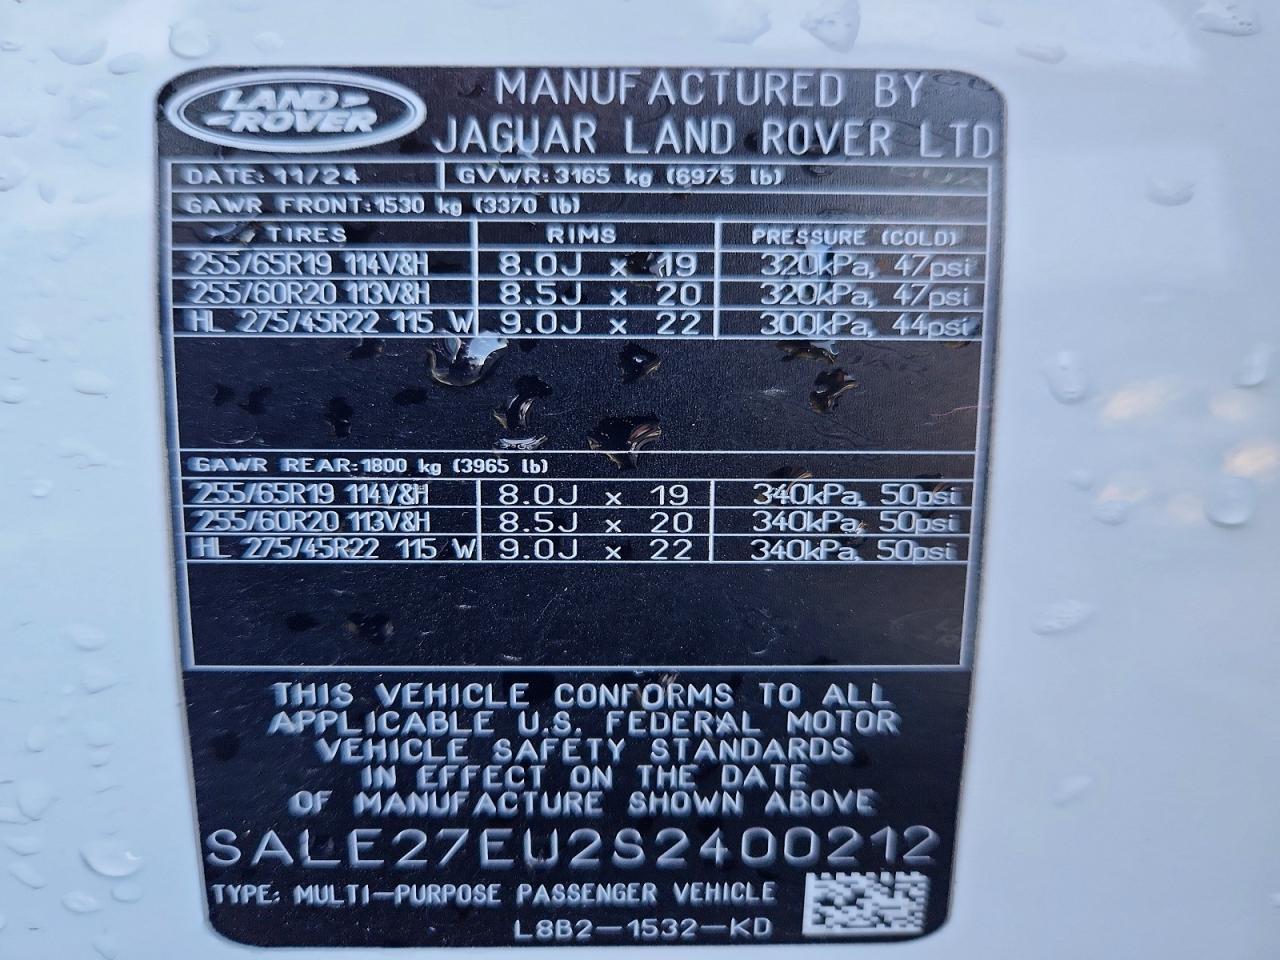 LAND ROVER
MANUFACTURED BY
JAGUAR LAND ROVER LTD
DATE: 11/24 GVWR: 3165 kg (6975 lb)
GAWR FRONT: 1530 kg (3370 lb)
TIRES RIMS PRESSURE (COLD)
255/65R19 114V&H 8.0J x 19 320kPa, 47psi
255/60R20 113V&H 8.5J x 20 320kPa, 47psi
HL 275/45R22 115 W 9.0J x 22 300kPa, 44psi
GAWR REAR: 1800 kg (3965 lb)
255/65R19 114V&H 8.0J x 19 340kPa, 50psi
255/60R20 113V&H 8.5J x 20 340kPa, 50psi
HL 275/45R22 115 W 9.0J x 22 340kPa, 50psi
THIS VEHICLE CONFORMS TO ALL
APPLICABLE U.S. FEDERAL MOTOR
VEHICLE SAFETY STANDARDS
IN EFFECT ON THE DATE
OF MANUFACTURE SHOWN ABOVE
SALE27EU2S2400212
TYPE: MULTI-PURPOSE PASSENGER VEHICLE
L8B2-1532-KD